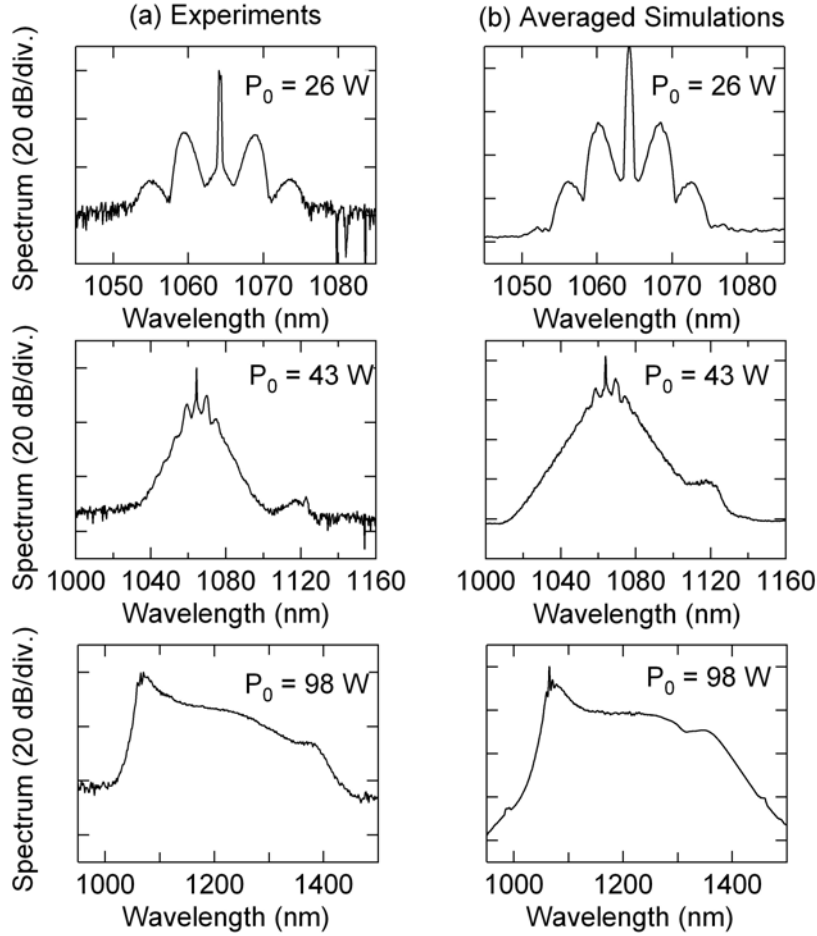 (a) Experiments
(b) Averaged Simulations
Spectrum (20 dB/div.)
P0 = 26 W
1050 1060 1070 1080
Wavelength (nm)
P0 = 26 W
1050 1060 1070 1080
Wavelength (nm)
Spectrum (20 dB/div.)
P0 = 43 W
1000 1040 1080 1120 1160
Wavelength (nm)
P0 = 43 W
1000 1040 1080 1120 1160
Wavelength (nm)
Spectrum (20 dB/div.)
P0 = 98 W
1000 1200 1400
Wavelength (nm)
P0 = 98 W
1000 1200 1400
Wavelength (nm)